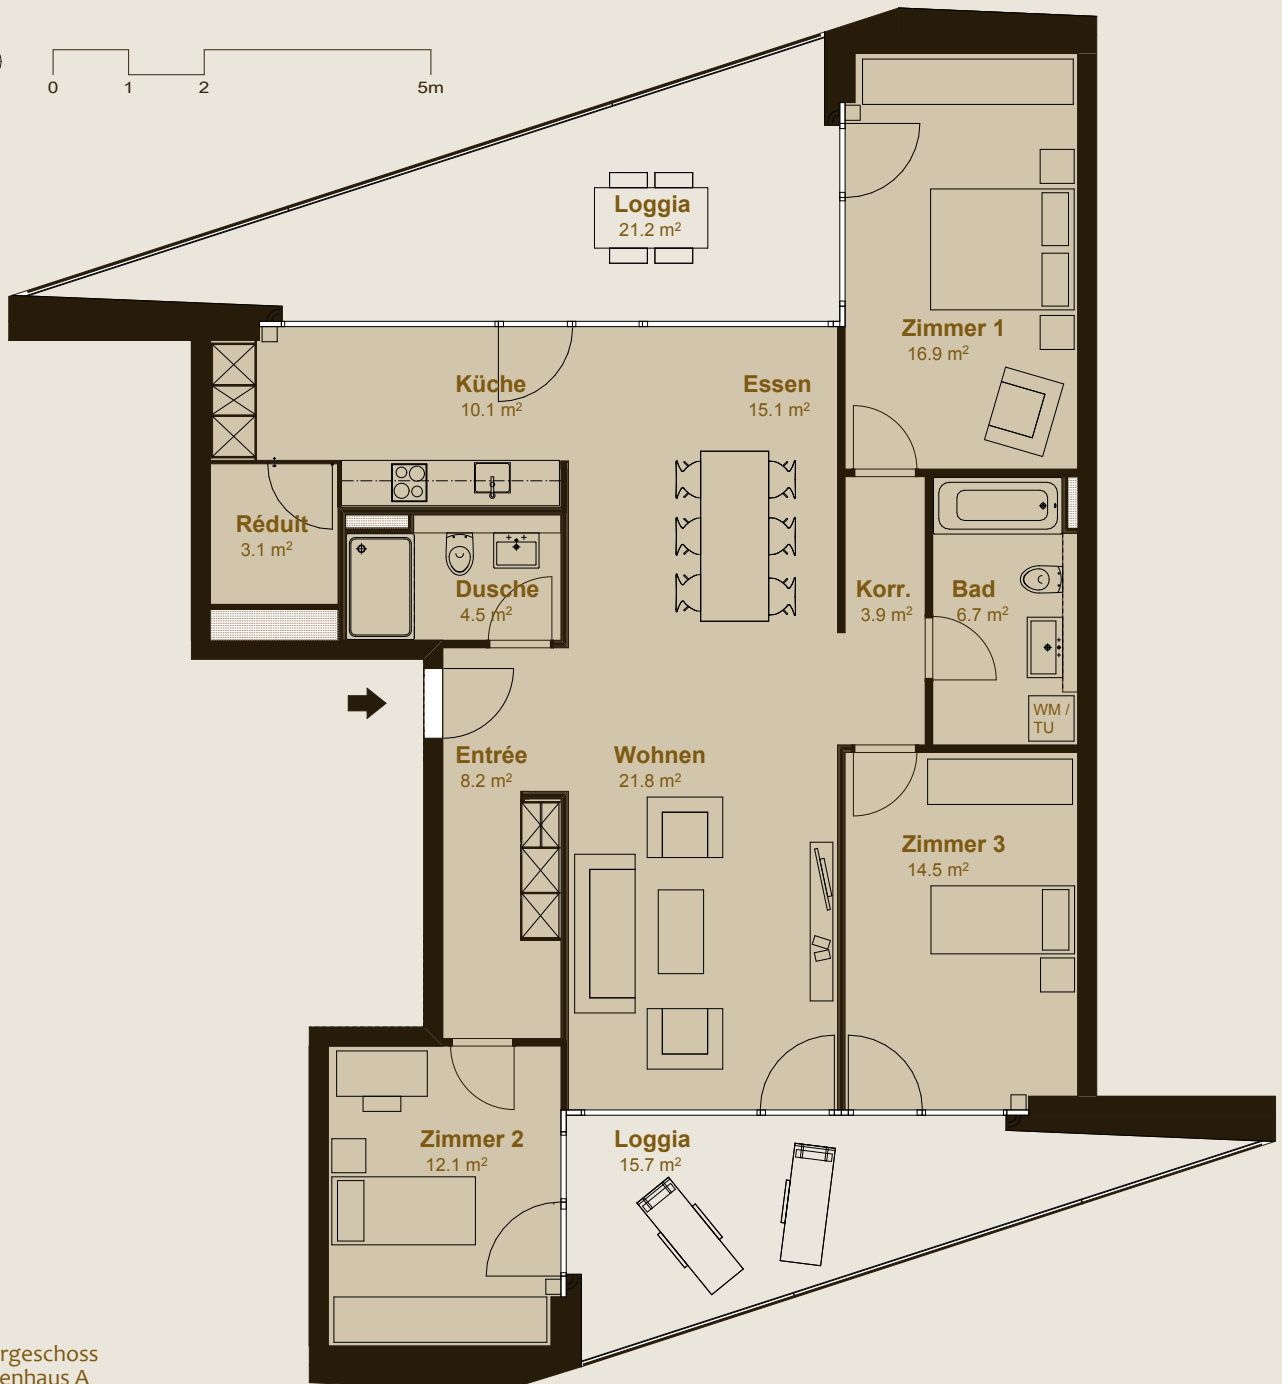 0 1 2 5m
Loggia
21.2 m²
Zimmer 1
16.9 m²
Küche
10.1 m²
Essen
15.1 m²
Réduit
3.1 m²
Dusche
4.5 m²
Korr.
3.9 m²
Bad
6.7 m²
WM /
TU
Entrée
8.2 m²
Wohnen
21.8 m²
Zimmer 3
14.5 m²
Zimmer 2
12.1 m²
Loggia
15.7 m²
rgeschoss
enhaus A